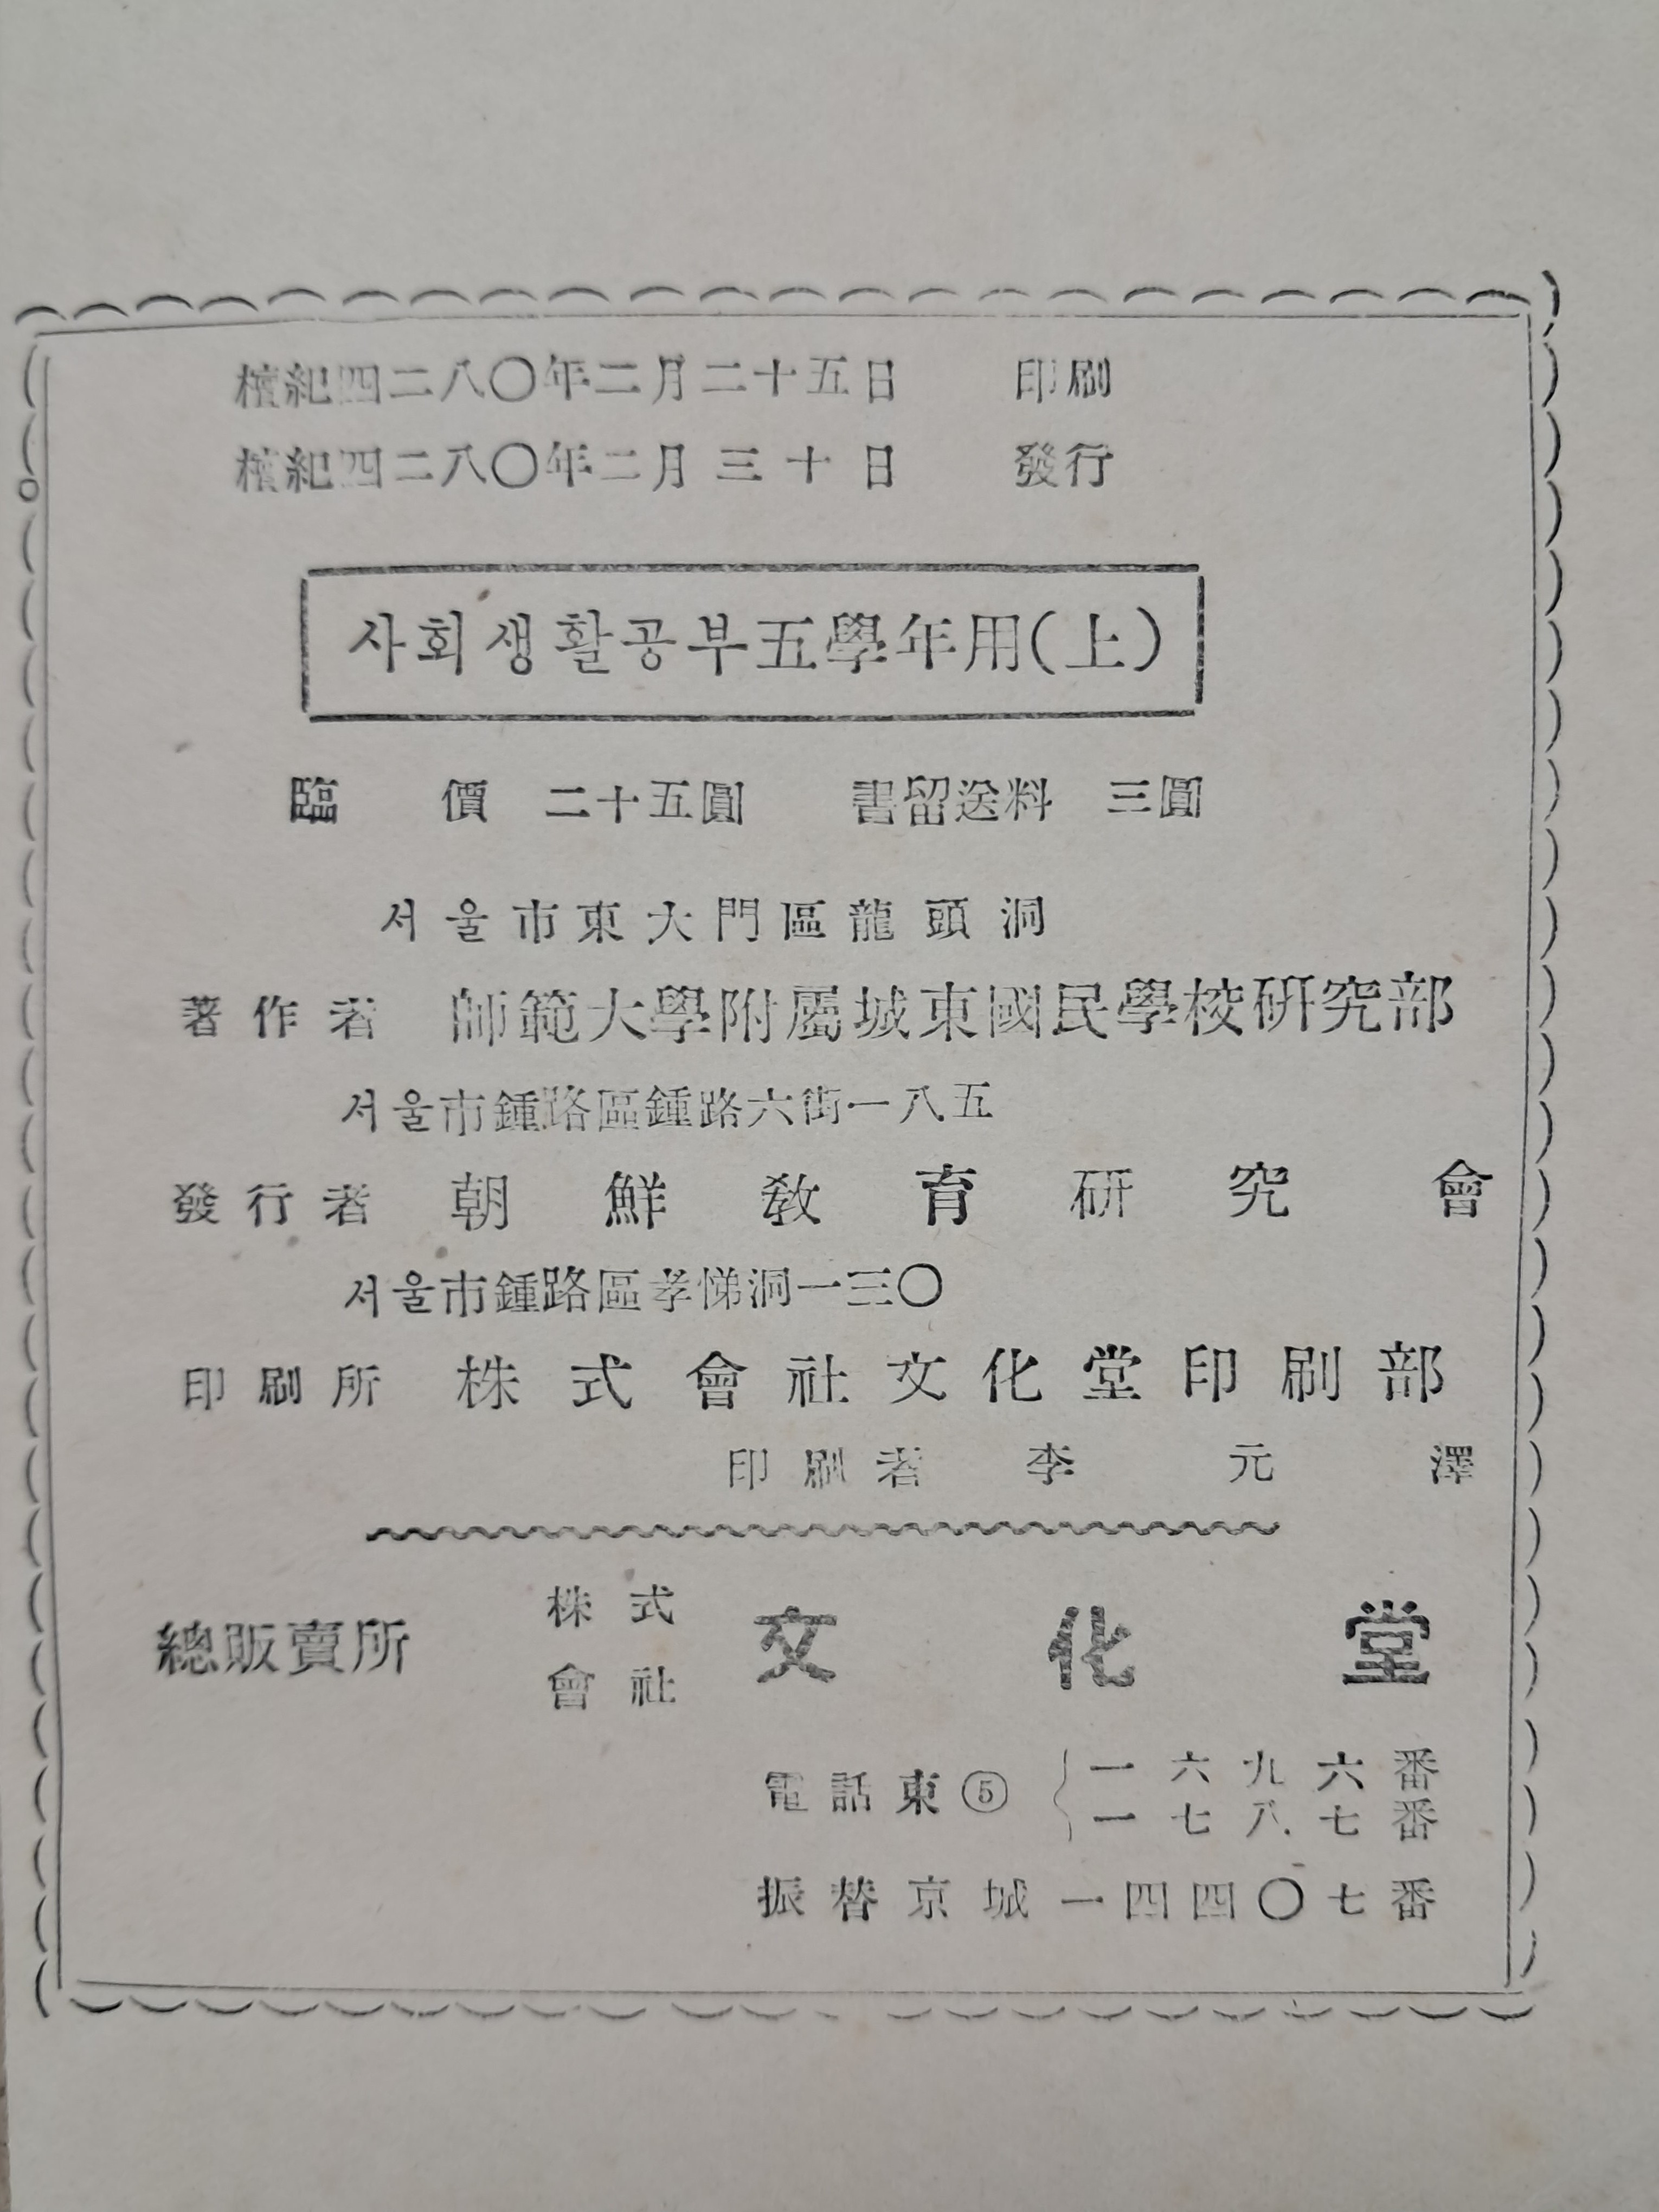 檀紀四二八〇年二月二十五日 印刷
檀紀四二八〇年二月三十日 發行
사회생활공부五學年用(上)
臨價 二十五圓 書留送料 三圓
서울市東大門區龍頭洞
著作者 師範大學附屬城東國民學校硏究部
서울市鍾路區鍾路六街一八五
發行者 朝鮮敎育硏究會
서울市鍾路區孝悌洞一三〇
印刷所 株式會社文化堂印刷部
印刷者 李元澤
總販賣所 株式會社 文化堂
電話東⑤ 一六九六番
一七八七番
振替京城一四四〇七番